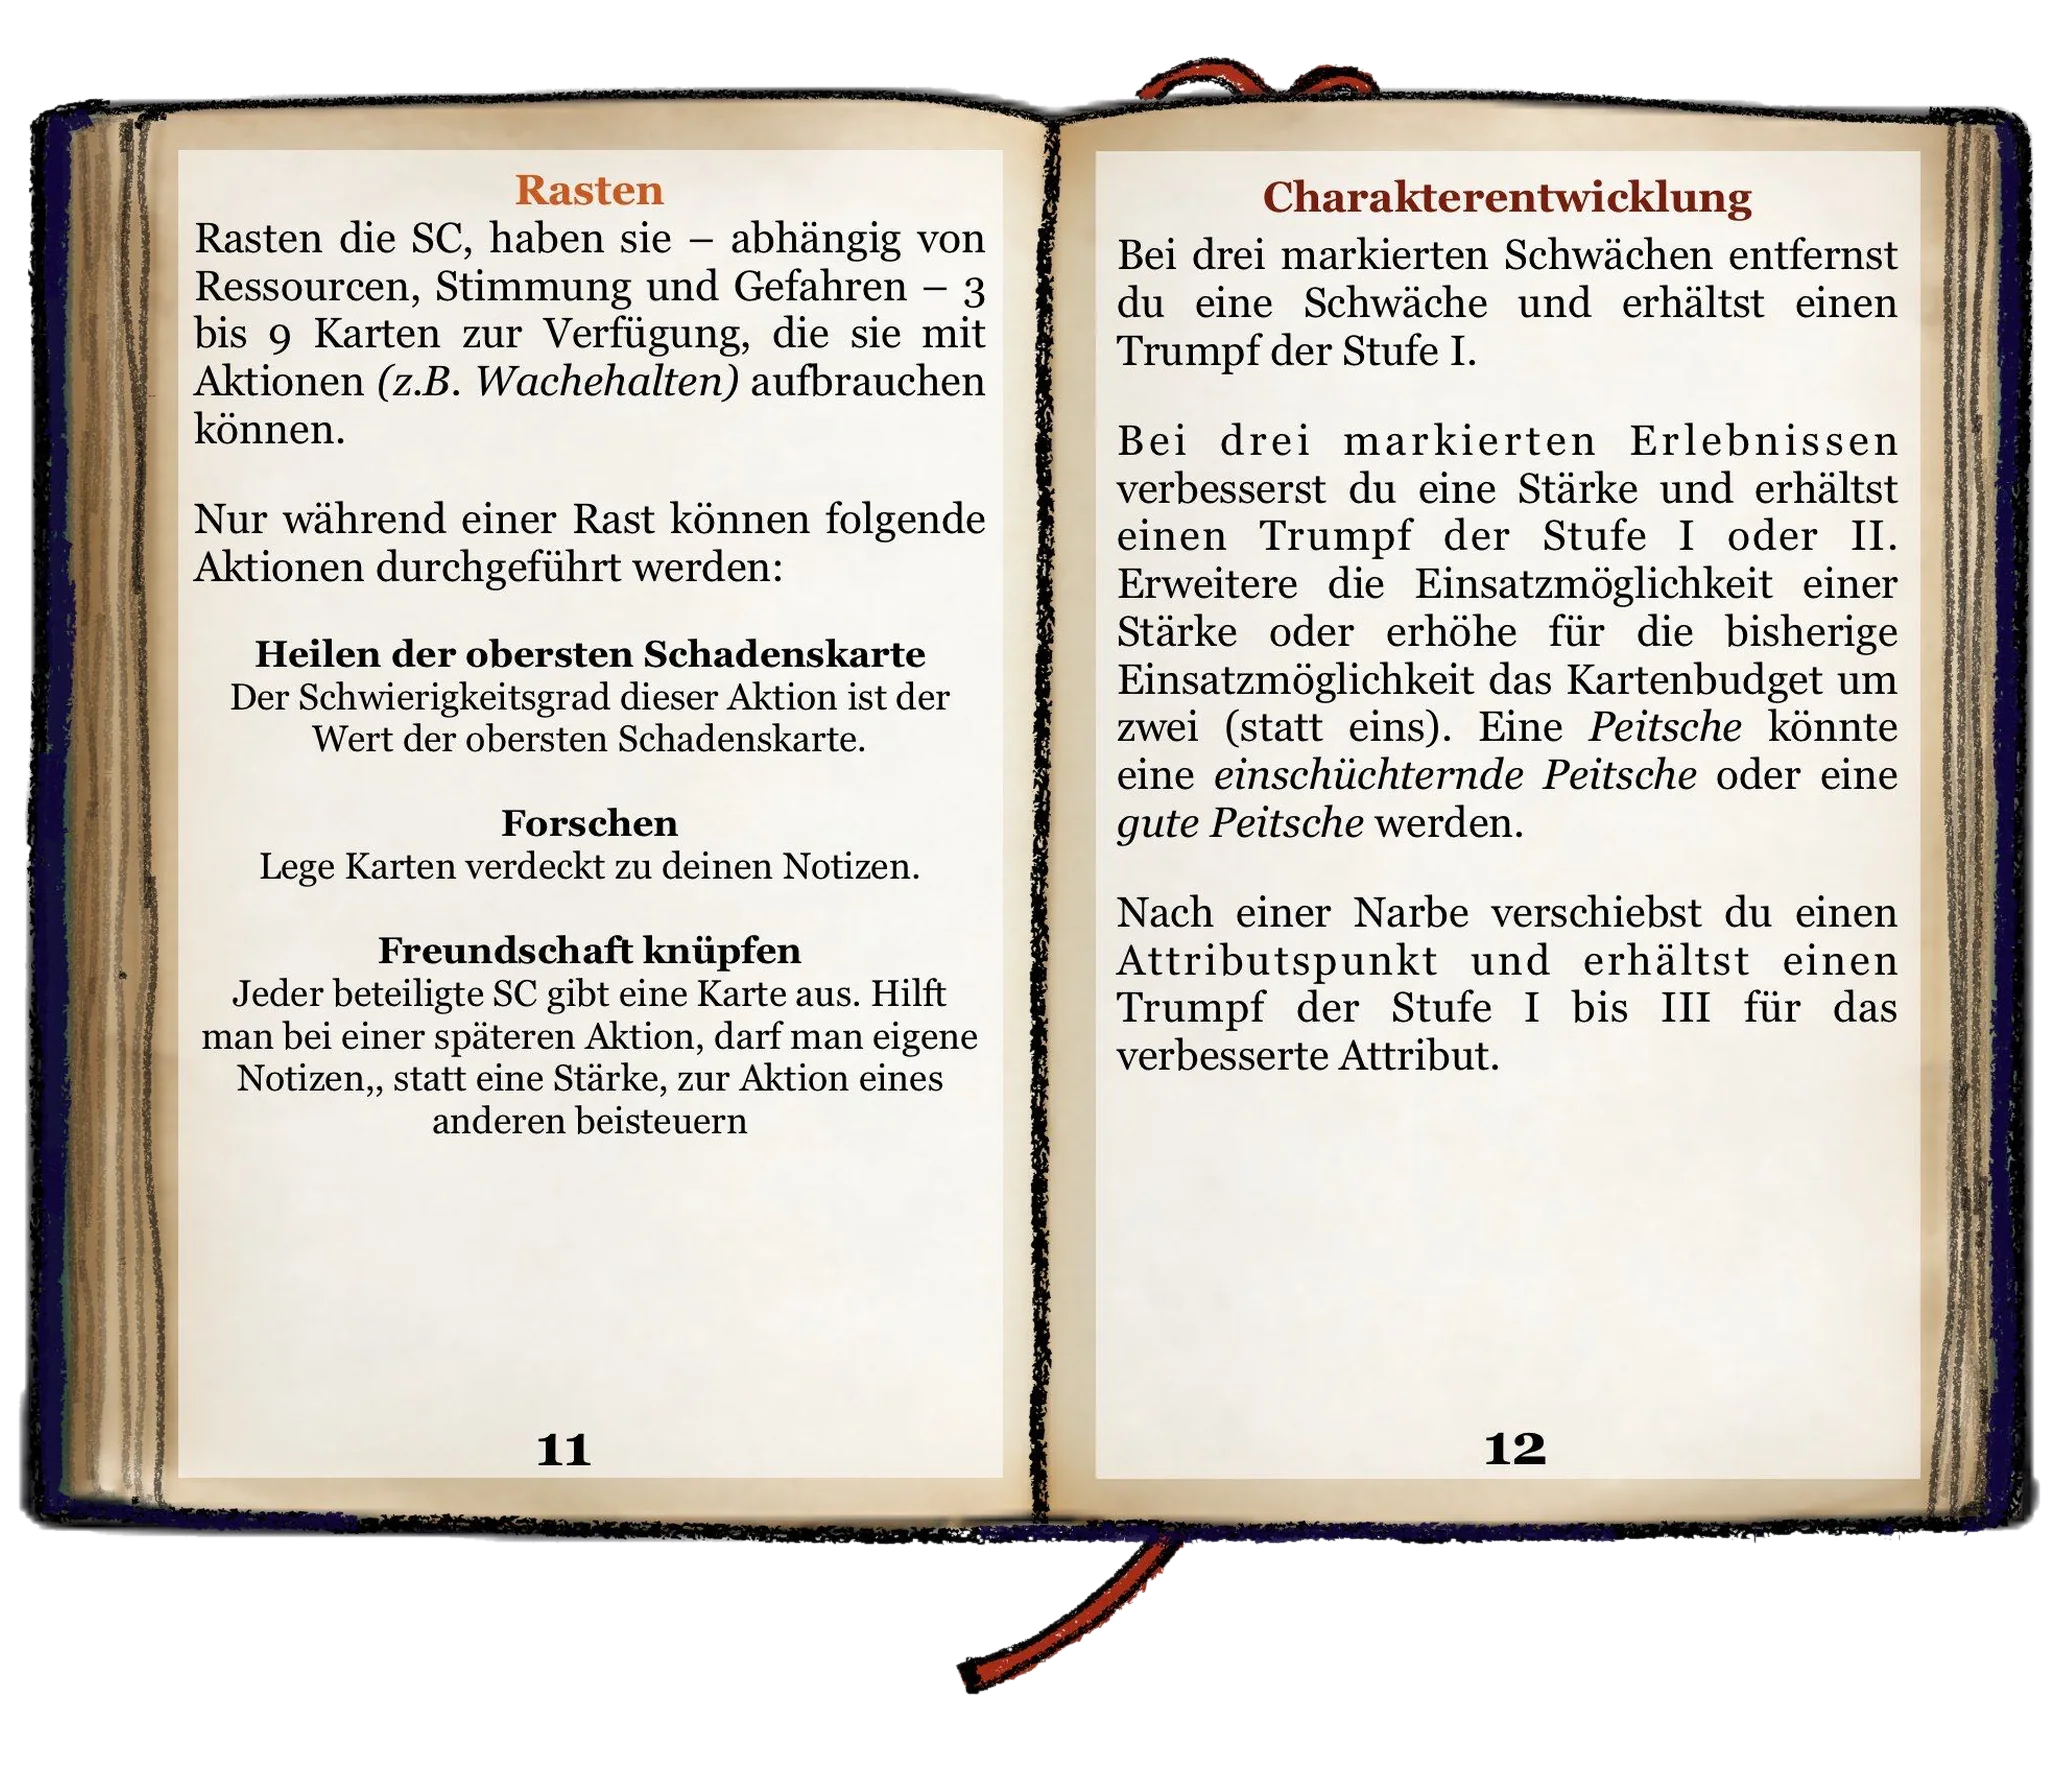 Rasten
Rasten die SC, haben sie – abhängig von
Ressourcen, Stimmung und Gefahren – 3
bis 9 Karten zur Verfügung, die sie mit
Aktionen (z.B. Wachehalten) aufbrauchen
können.
Nur während einer Rast können folgende
Aktionen durchgeführt werden:
Heilen der obersten Schadenskarte
Der Schwierigkeitsgrad dieser Aktion ist der
Wert der obersten Schadenskarte.
Forschen
Lege Karten verdeckt zu deinen Notizen.
Freundschaft knüpfen
Jeder beteiligte SC gibt eine Karte aus. Hilft
man bei einer späteren Aktion, darf man eigene
Notizen,, statt eine Stärke, zur Aktion eines
anderen beisteuern
11
Charakterentwicklung
Bei drei markierten Schwächen entfernst
du eine Schwäche und erhältst einen
Trumpf der Stufe I.
Bei drei markierten Erlebnissen
verbesserst du eine Stärke und erhältst
einen Trumpf der Stufe I oder II.
Erweitere die Einsatzmöglichkeit einer
Stärke oder erhöhe für die bisherige
Einsatzmöglichkeit das Kartenbudget um
zwei (statt eins). Eine Peitsche könnte
eine einschüchternde Peitsche oder eine
gute Peitsche werden.
Nach einer Narbe verschiebst du einen
Attributspunkt und erhältst einen
Trumpf der Stufe I bis III für das
verbesserte Attribut.
12